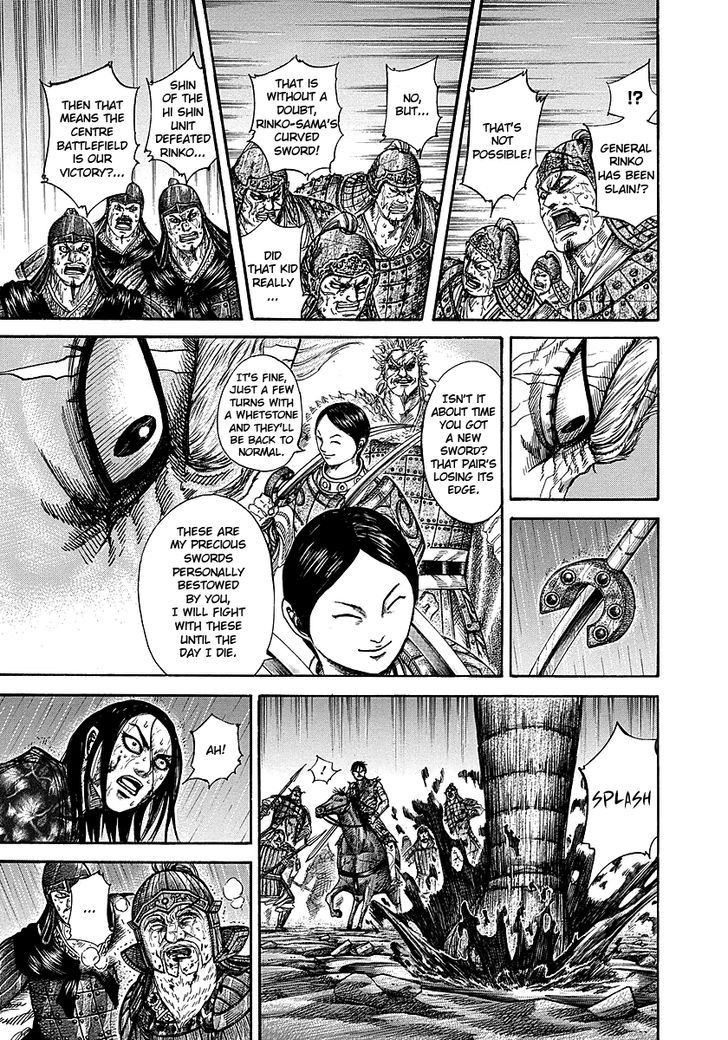 !?
GENERAL
RINKO
HAS BEEN
SLAIN!?
THAT'S
NOT
POSSIBLE!
NO,
BUT...
THAT IS
WITHOUT A
DOUBT,
RINKO-SAMA'S
CURVED
SWORD!
DID
THAT KID
REALLY
...
SHIN
OF THE
HI SHIN
UNIT
DEFEATED
RINKO...
THEN THAT
MEANS THE
CENTRE
BATTLEFIELD
IS OUR
VICTORY?...
ISN'T IT
ABOUT TIME
YOU GOT
A NEW
SWORD?
THAT PAIR'S
LOSING ITS
EDGE.
IT'S FINE,
JUST A FEW
TURNS WITH
A WHETSTONE
AND THEY'LL
BE BACK TO
NORMAL.
THESE ARE
MY PRECIOUS
SWORDS
PERSONALLY
BESTOWED
BY YOU,
I WILL FIGHT
WITH THESE
UNTIL THE
DAY I DIE.
SPLASH
!
AH!
...